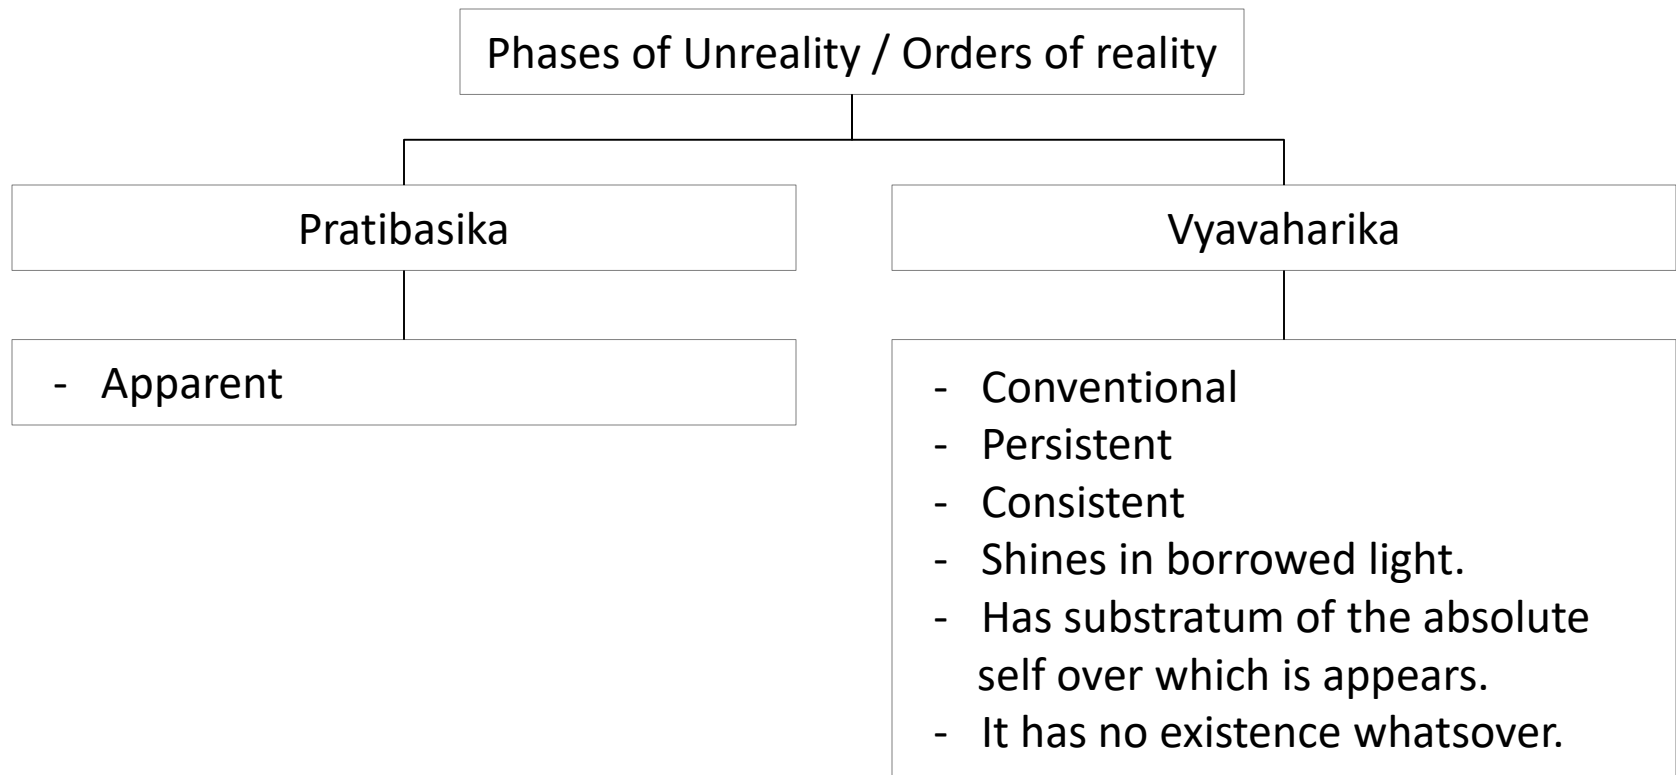 Phases of Unreality / Orders of reality
Pratibasika
Vyavaharika
- Apparent
- Conventional
- Persistent
- Consistent
- Shines in borrowed light.
- Has substratum of the absolute
self over which is appears.
- It has no existence whatsover.